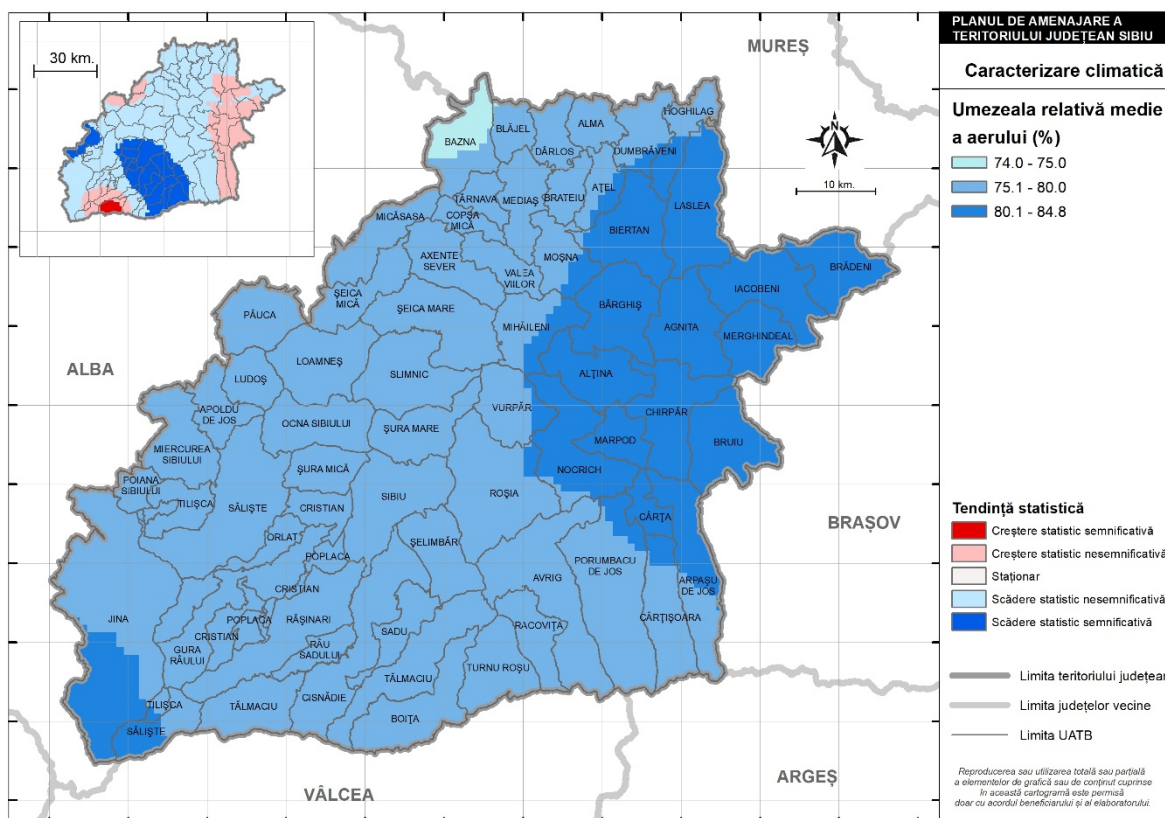 PLANUL DE AMENAJARE A
TERITORIULUI JUDEȚEAN SIBIU
Caracterizare climatică
Umezeala relativă medie
a aerului (%)
74.0 - 75.0
75.1 - 80.0
80.1 - 84.8
Tendință statistică
Creștere statistic semnificativă
Creștere statistic nesemnificativă
Staționar
Scădere statistic nesemnificativă
Scădere statistic semnificativă
Limita teritoriului județean
Limita județelor vecine
Limita UATB
Reproducerea sau utilizarea totală sau parțială
a elementelor de grafică sau de conținut cuprinse
în această cartogramă este permisă
doar cu acordul beneficiarului și al elaboratorului.
30 km.
MUREȘ
N
10 km.
HOGHILAG
BAZNA
BLĂJEL
ALMA
DÂRLOS
DUMBRĂVENI
AȚEL
TÂRNAVA
MEDIAȘ
BRATEIU
LASLEA
MICĂSASA
COPȘA
MICĂ
BIERTAN
AXENTE
SEVER
MOȘNA
VALEA
VIILOR
BRĂDENI
ȘEICA
MICĂ
IACOBENI
ȘEICA MARE
BÂRGHIȘ
PĂUCA
MIHĂILENI
AGNITA
MERGHINDEAL
ALBA
LOAMNEȘ
LUDOȘ
SLIMNIC
ALȚINA
APOLDU
DE JOS
VURPĂR
CHIRPĂR
OCNA SIBIULUI
ȘURA MARE
MARPOD
BRUIU
MIERCUREA
SIBIULUI
NOCRICH
ȘURA MICĂ
POIANA
SIBIULUI
TILIȘCA
SĂLIȘTE
CRISTIAN
SIBIU
ROȘIA
CÂRȚA
BRAȘOV
ORLAT
ȘELIMBĂR
POPLACA
PORUMBACU
DE JOS
AVRIG
ARPAȘU
DE JOS
CRISTIAN
JINA
POPLACA
RĂȘINARI
CÂRȚIȘOARA
RACOVIȚA
CRISTIAN
SADU
GURA
RÂULUI
RÂU
SADULUI
TURNU ROȘU
TĂLMACIU
CISNĂDIE
TILIȘCA
TĂLMACIU
BOIȚA
SĂLIȘTE
ARGEȘ
VÂLCEA